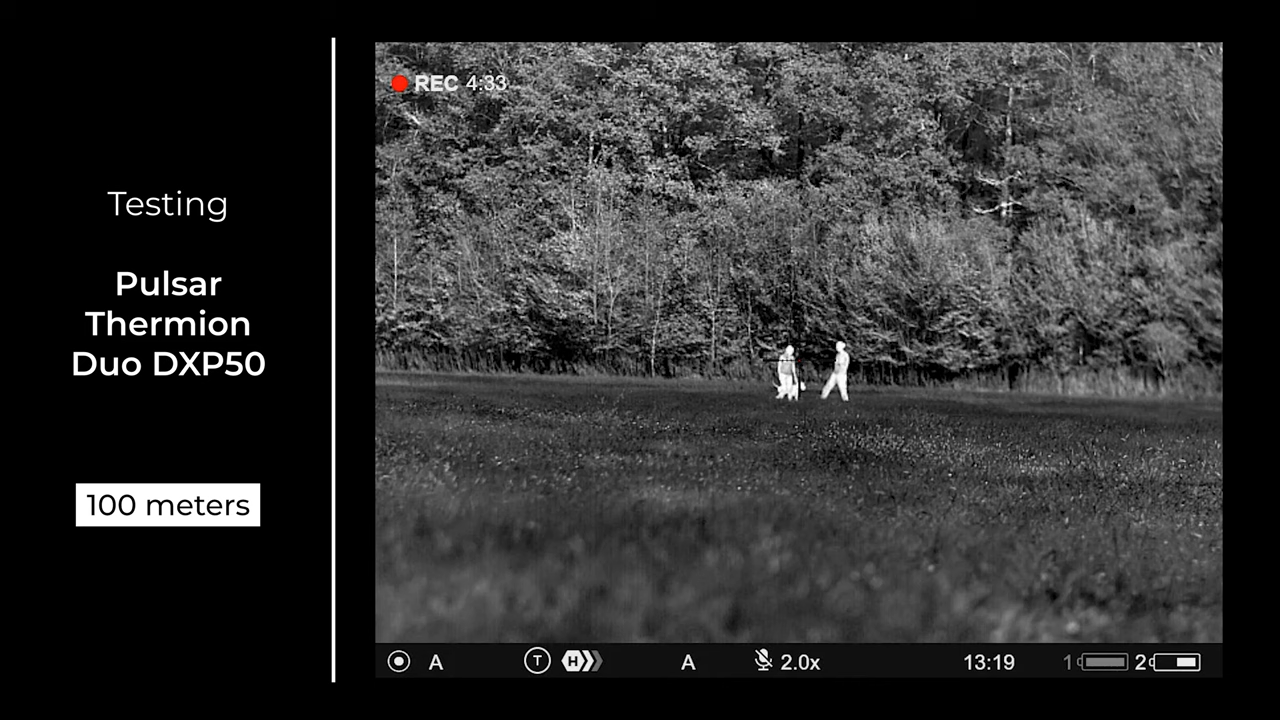 Testing
Pulsar
Thermion
Duo DXP50
100 meters
REC 4:33
A
T
H
A
2.0x
13:19
1
2